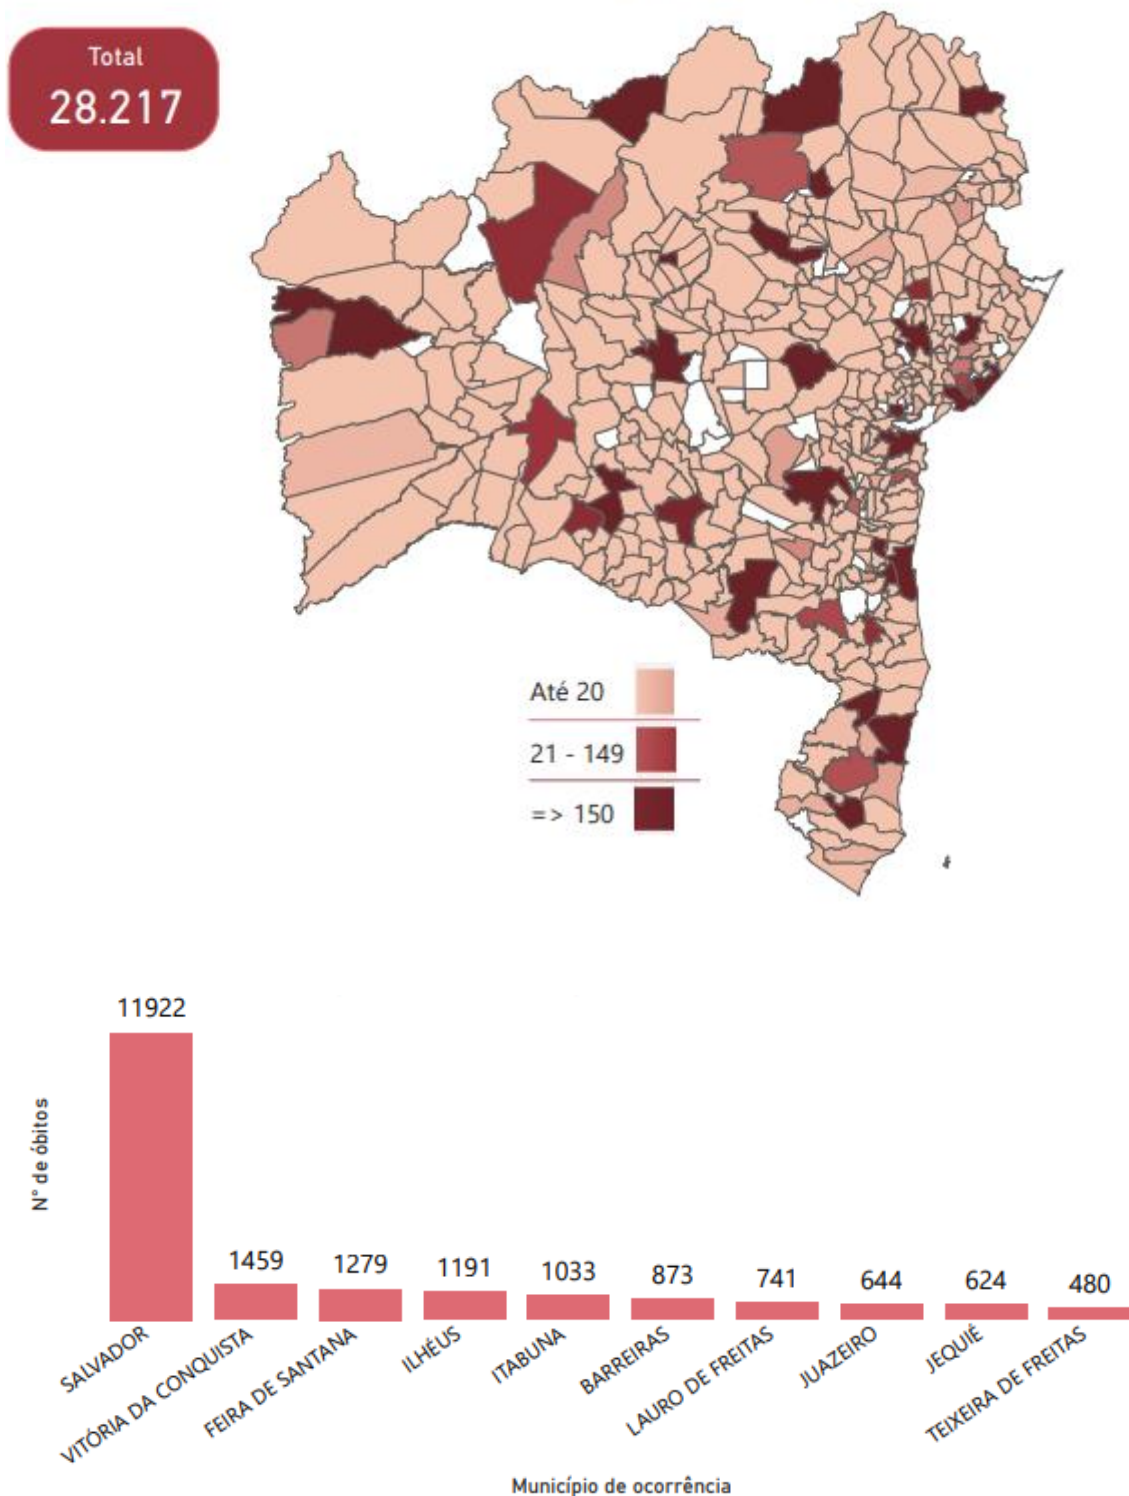 Total
28.217
Até 20
21 - 149
=> 150
11922
1459
1279
1191
1033
873
741
644
624
480
N° de óbitos
SALVADOR
VITÓRIA DA CONQUISTA
FEIRA DE SANTANA
ILHÉUS
ITABUNA
BARREIRAS
LAURO DE FREITAS
JUAZEIRO
JEQUIÉ
TEIXEIRA DE FREITAS
Município de ocorrência